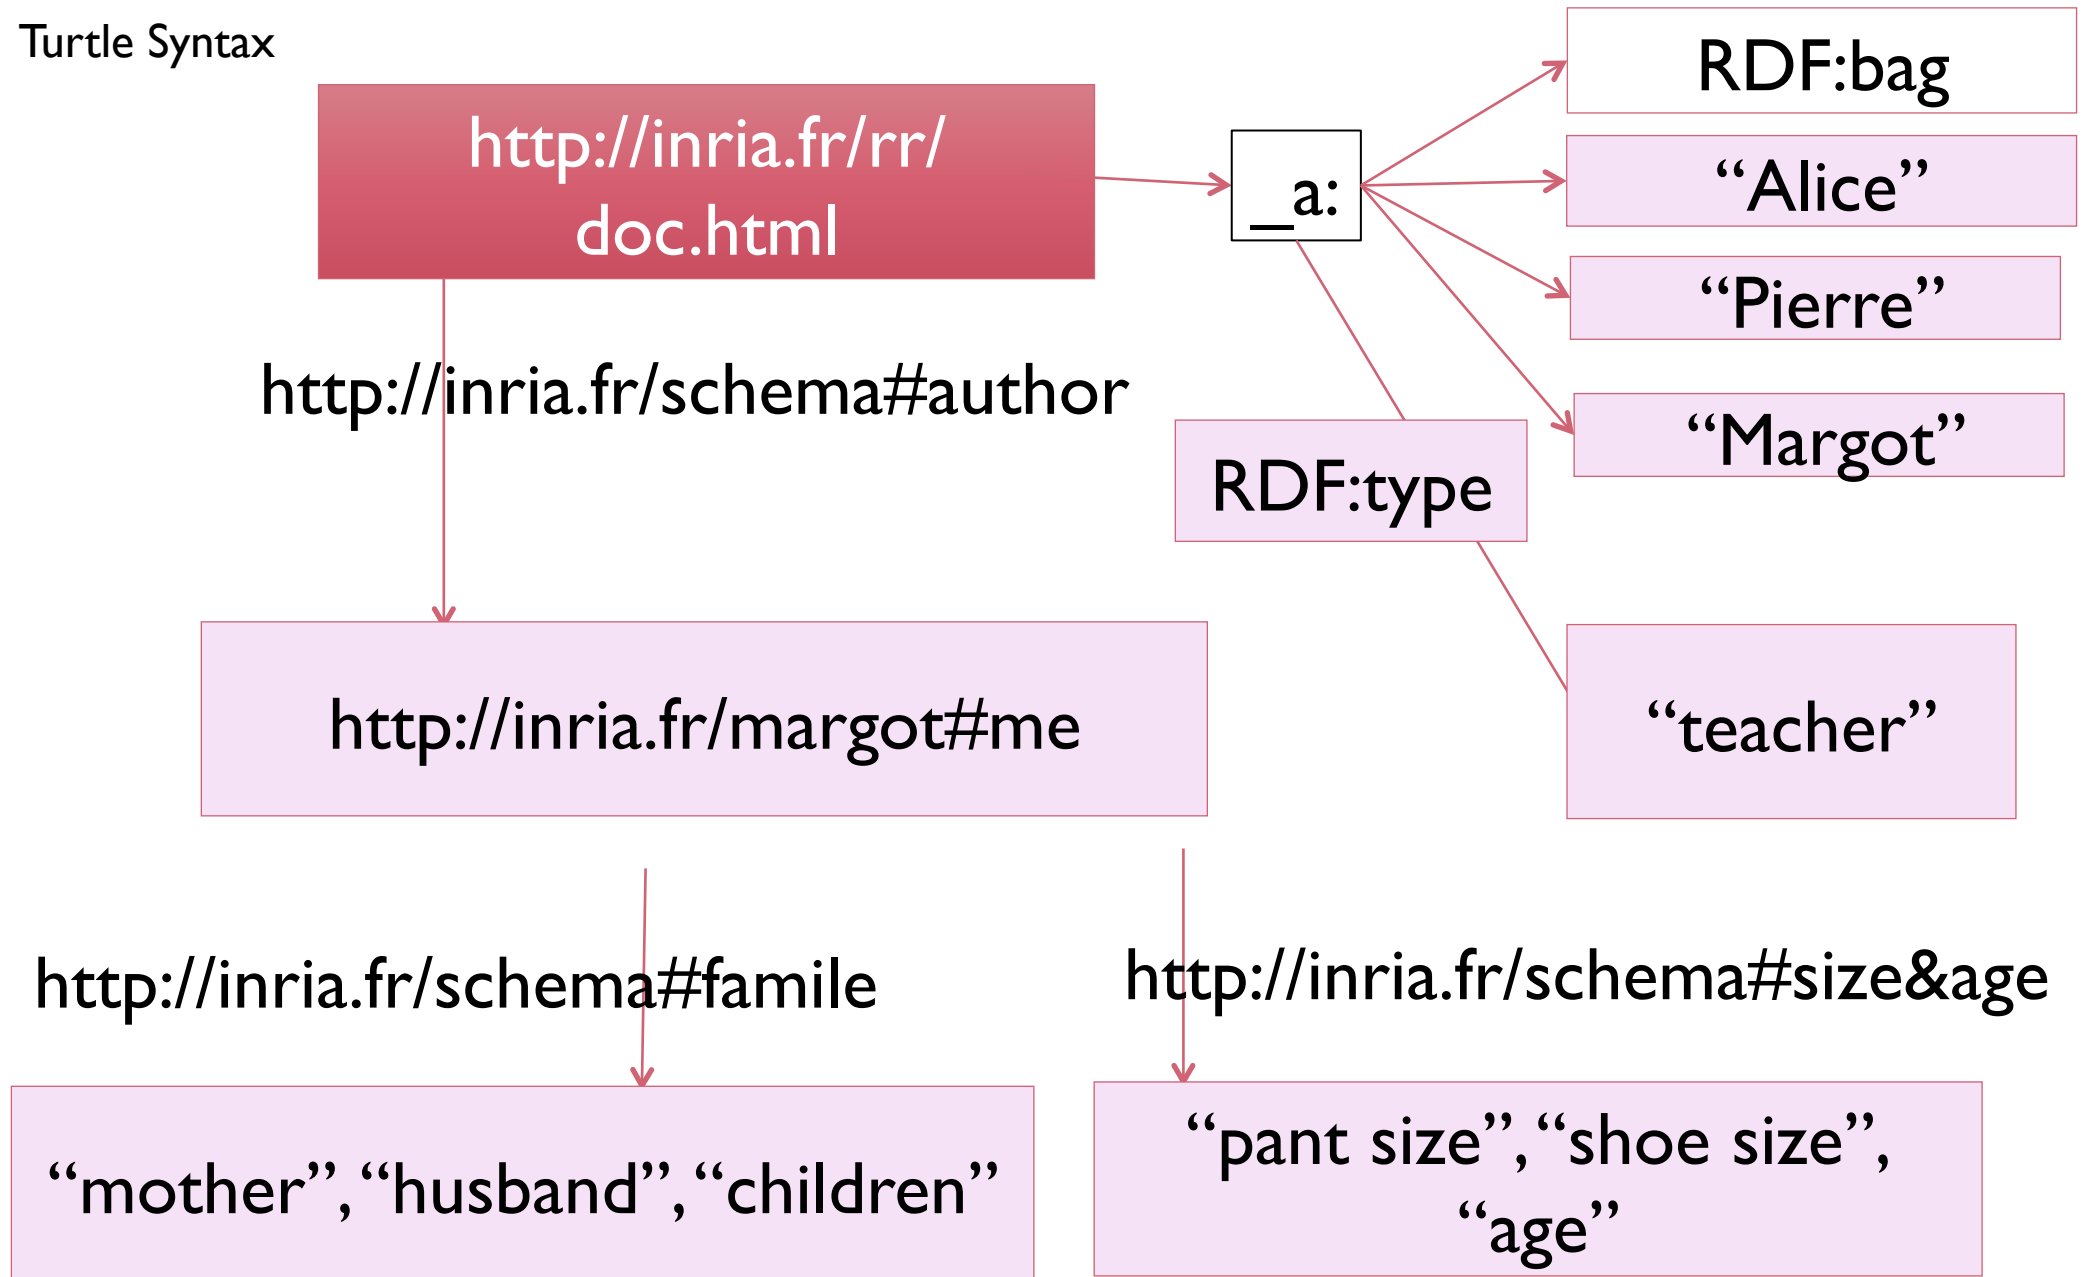 Turtle Syntax
http://inria.fr/rr/
doc.html
_a:
RDF:bag
“Alice”
“Pierre”
“Margot”
http://inria.fr/schema#author
RDF:type
http://inria.fr/margot#me
“teacher”
http://inria.fr/schema#famile
http://inria.fr/schema#size&age
“mother”, “husband”, “children”
“pant size”, “shoe size”,
“age”